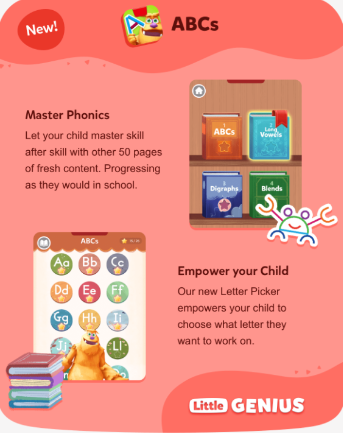 New!
ABCs
Master Phonics
Let your child master skill
after skill with other 50 pages
of fresh content. Progressing
as they would in school.
1
ABCs
Long
Vowels
Digraphs
Blends
Empower your Child
Our new Letter Picker
empowers your child to
choose what letter they
want to work on.
ABCs
Aa Bb Cc
Dd Ee Ff
Gg Hh Ii
Jj Ll
Little GENIUS